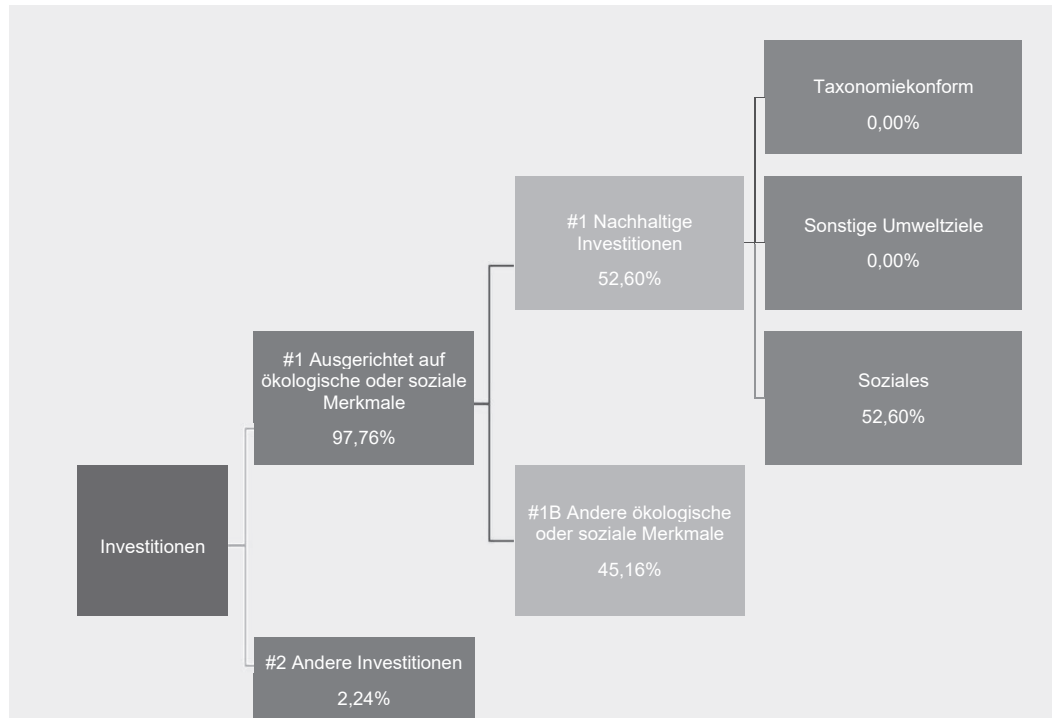 Taxonomiekonform
0,00%
#1 Nachhaltige
Investitionen
52,60%
Sonstige Umweltziele
0,00%
#1 Ausgerichtet auf
ökologische oder soziale
Merkmale
97,76%
Soziales
52,60%
Investitionen
#1B Andere ökologische
oder soziale Merkmale
45,16%
#2 Andere Investitionen
2,24%